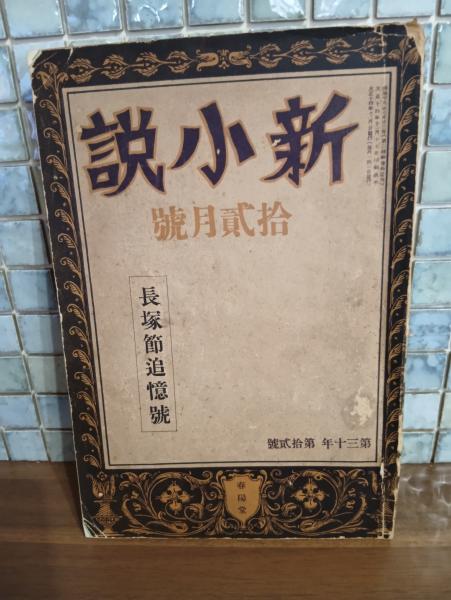 新小説
拾貳月號
長塚節追憶號
第三十年 第拾貳號
春陽堂